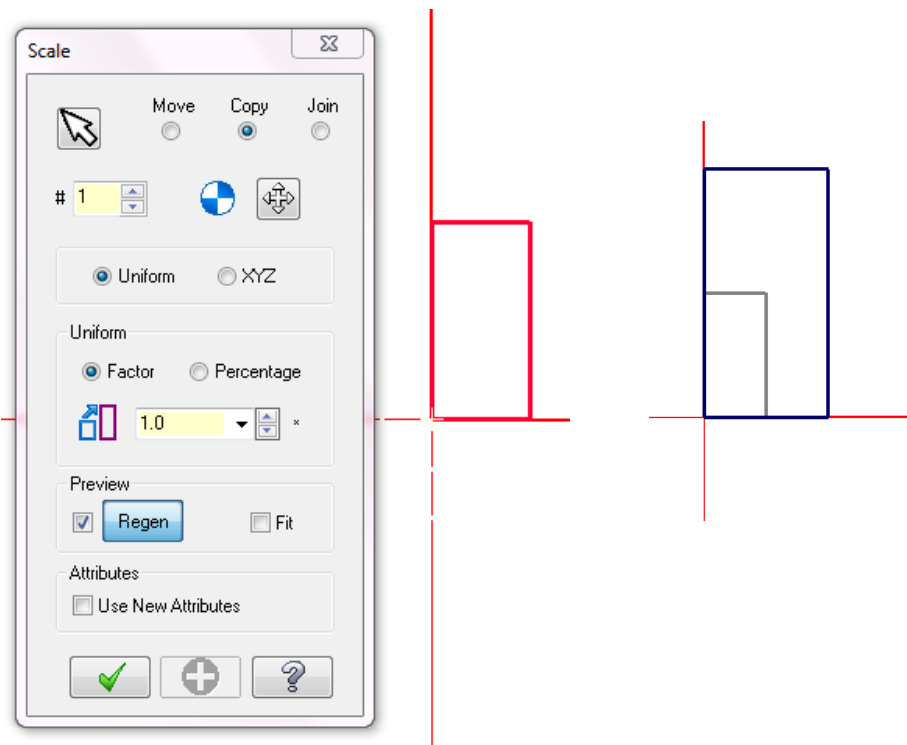 Scale
Move Copy Join
# 1
Uniform XYZ
Uniform
Factor Percentage
1.0
Preview
Regen Fit
Attributes
Use New Attributes
?